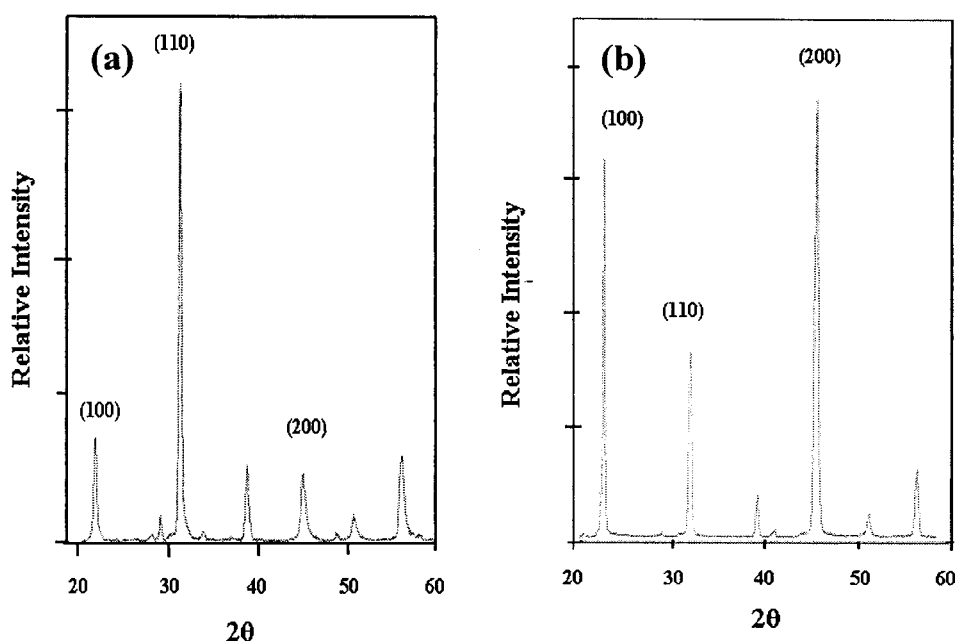 (a)
(110)
(100)
(200)
Relative Intensity
20 30 40 50 60
2θ
(b)
(200)
(100)
(110)
Relative Intensity
20 30 40 50 60
2θ